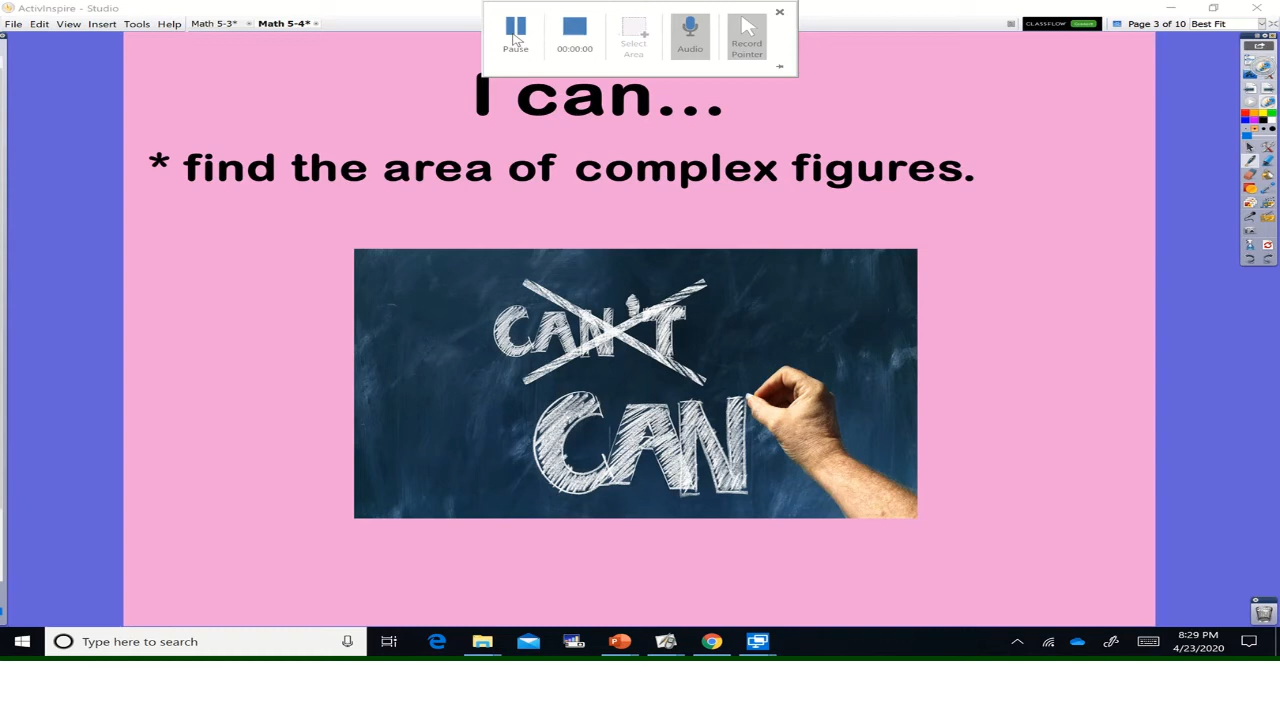 ActivInspire - Studio
File Edit View Insert Tools Help Math 5-3* Math 5-4*
CLASSFLOW
Page 3 of 10 Best Fit
Pause
00:00:00
Select Area
Audio
Record Pointer
I can...
* find the area of complex figures.
CAN'T
CAN
Type here to search
8:29 PM
4/23/2020